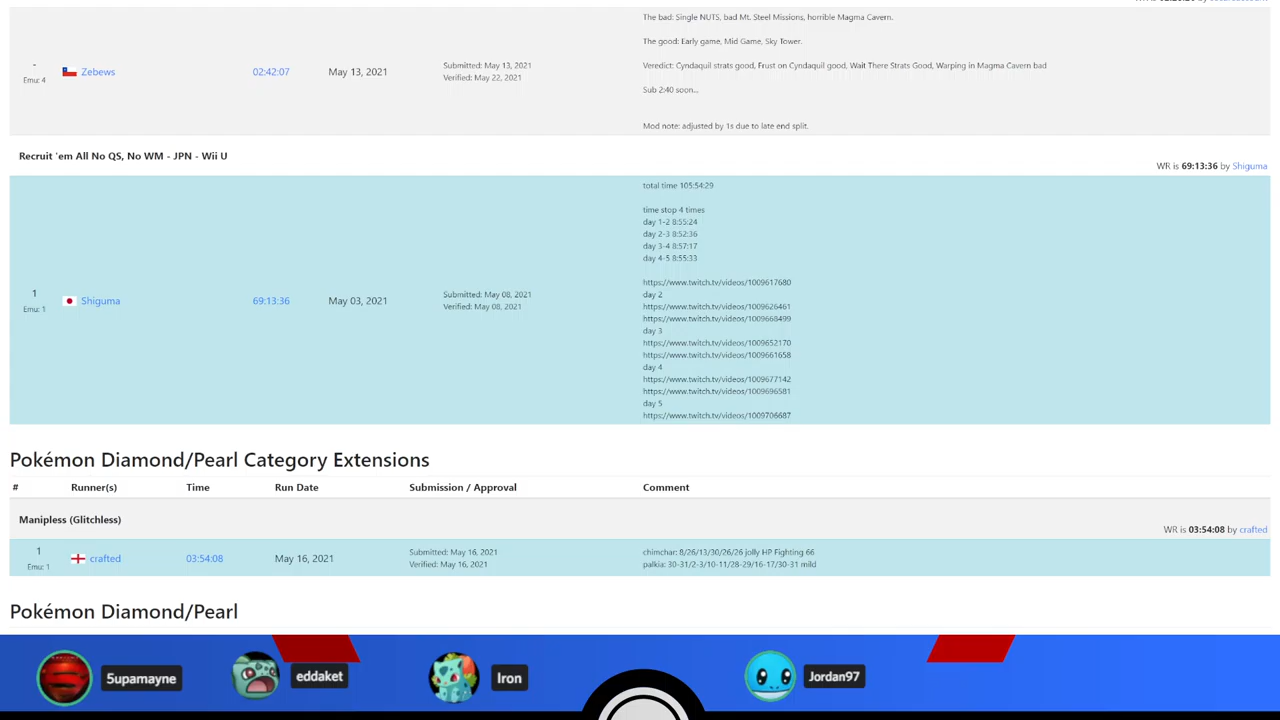 The bad: Single NUTS, bad Mt. Steel Missions, horrible Magma Cavern.
The good: Early game, Mid Game, Sky Tower.
-
Emu: 4
Zebews
02:42:07
May 13, 2021
Submitted: May 13, 2021
Verified: May 22, 2021
Veredict: Cyndaquil strats good, Frust on Cyndaquil good, Wait There Strats Good, Warping in Magma Cavern bad
Sub 2:40 soon...
Mod note: adjusted by 1s due to late end split.
Recruit 'em All No QS, No WM - JPN - Wii U
WR is 69:13:36 by Shiguma
1
Emu: 1
Shiguma
69:13:36
May 03, 2021
Submitted: May 08, 2021
Verified: May 08, 2021
total time 105:54:29
time stop 4 times
day 1-2 8:55:24
day 2-3 8:52:36
day 3-4 8:57:17
day 4-5 8:55:33
https://www.twitch.tv/videos/1009617680
day 2
https://www.twitch.tv/videos/1009626461
https://www.twitch.tv/videos/1009668499
day 3
https://www.twitch.tv/videos/1009652170
https://www.twitch.tv/videos/1009661658
day 4
https://www.twitch.tv/videos/1009677142
https://www.twitch.tv/videos/1009696581
day 5
https://www.twitch.tv/videos/1009706687
Pokémon Diamond/Pearl Category Extensions
# Runner(s) Time Run Date Submission / Approval Comment
Manipless (Glitchless)
WR is 03:54:08 by crafted
1
Emu: 1
crafted
03:54:08
May 16, 2021
Submitted: May 16, 2021
Verified: May 16, 2021
chimchar: 8/26/13/30/26/26 jolly HP Fighting 66
palkia: 30-31/2-3/10-11/28-29/16-17/30-31 mild
Pokémon Diamond/Pearl
5upamayne
eddaket
Iron
Jordan97